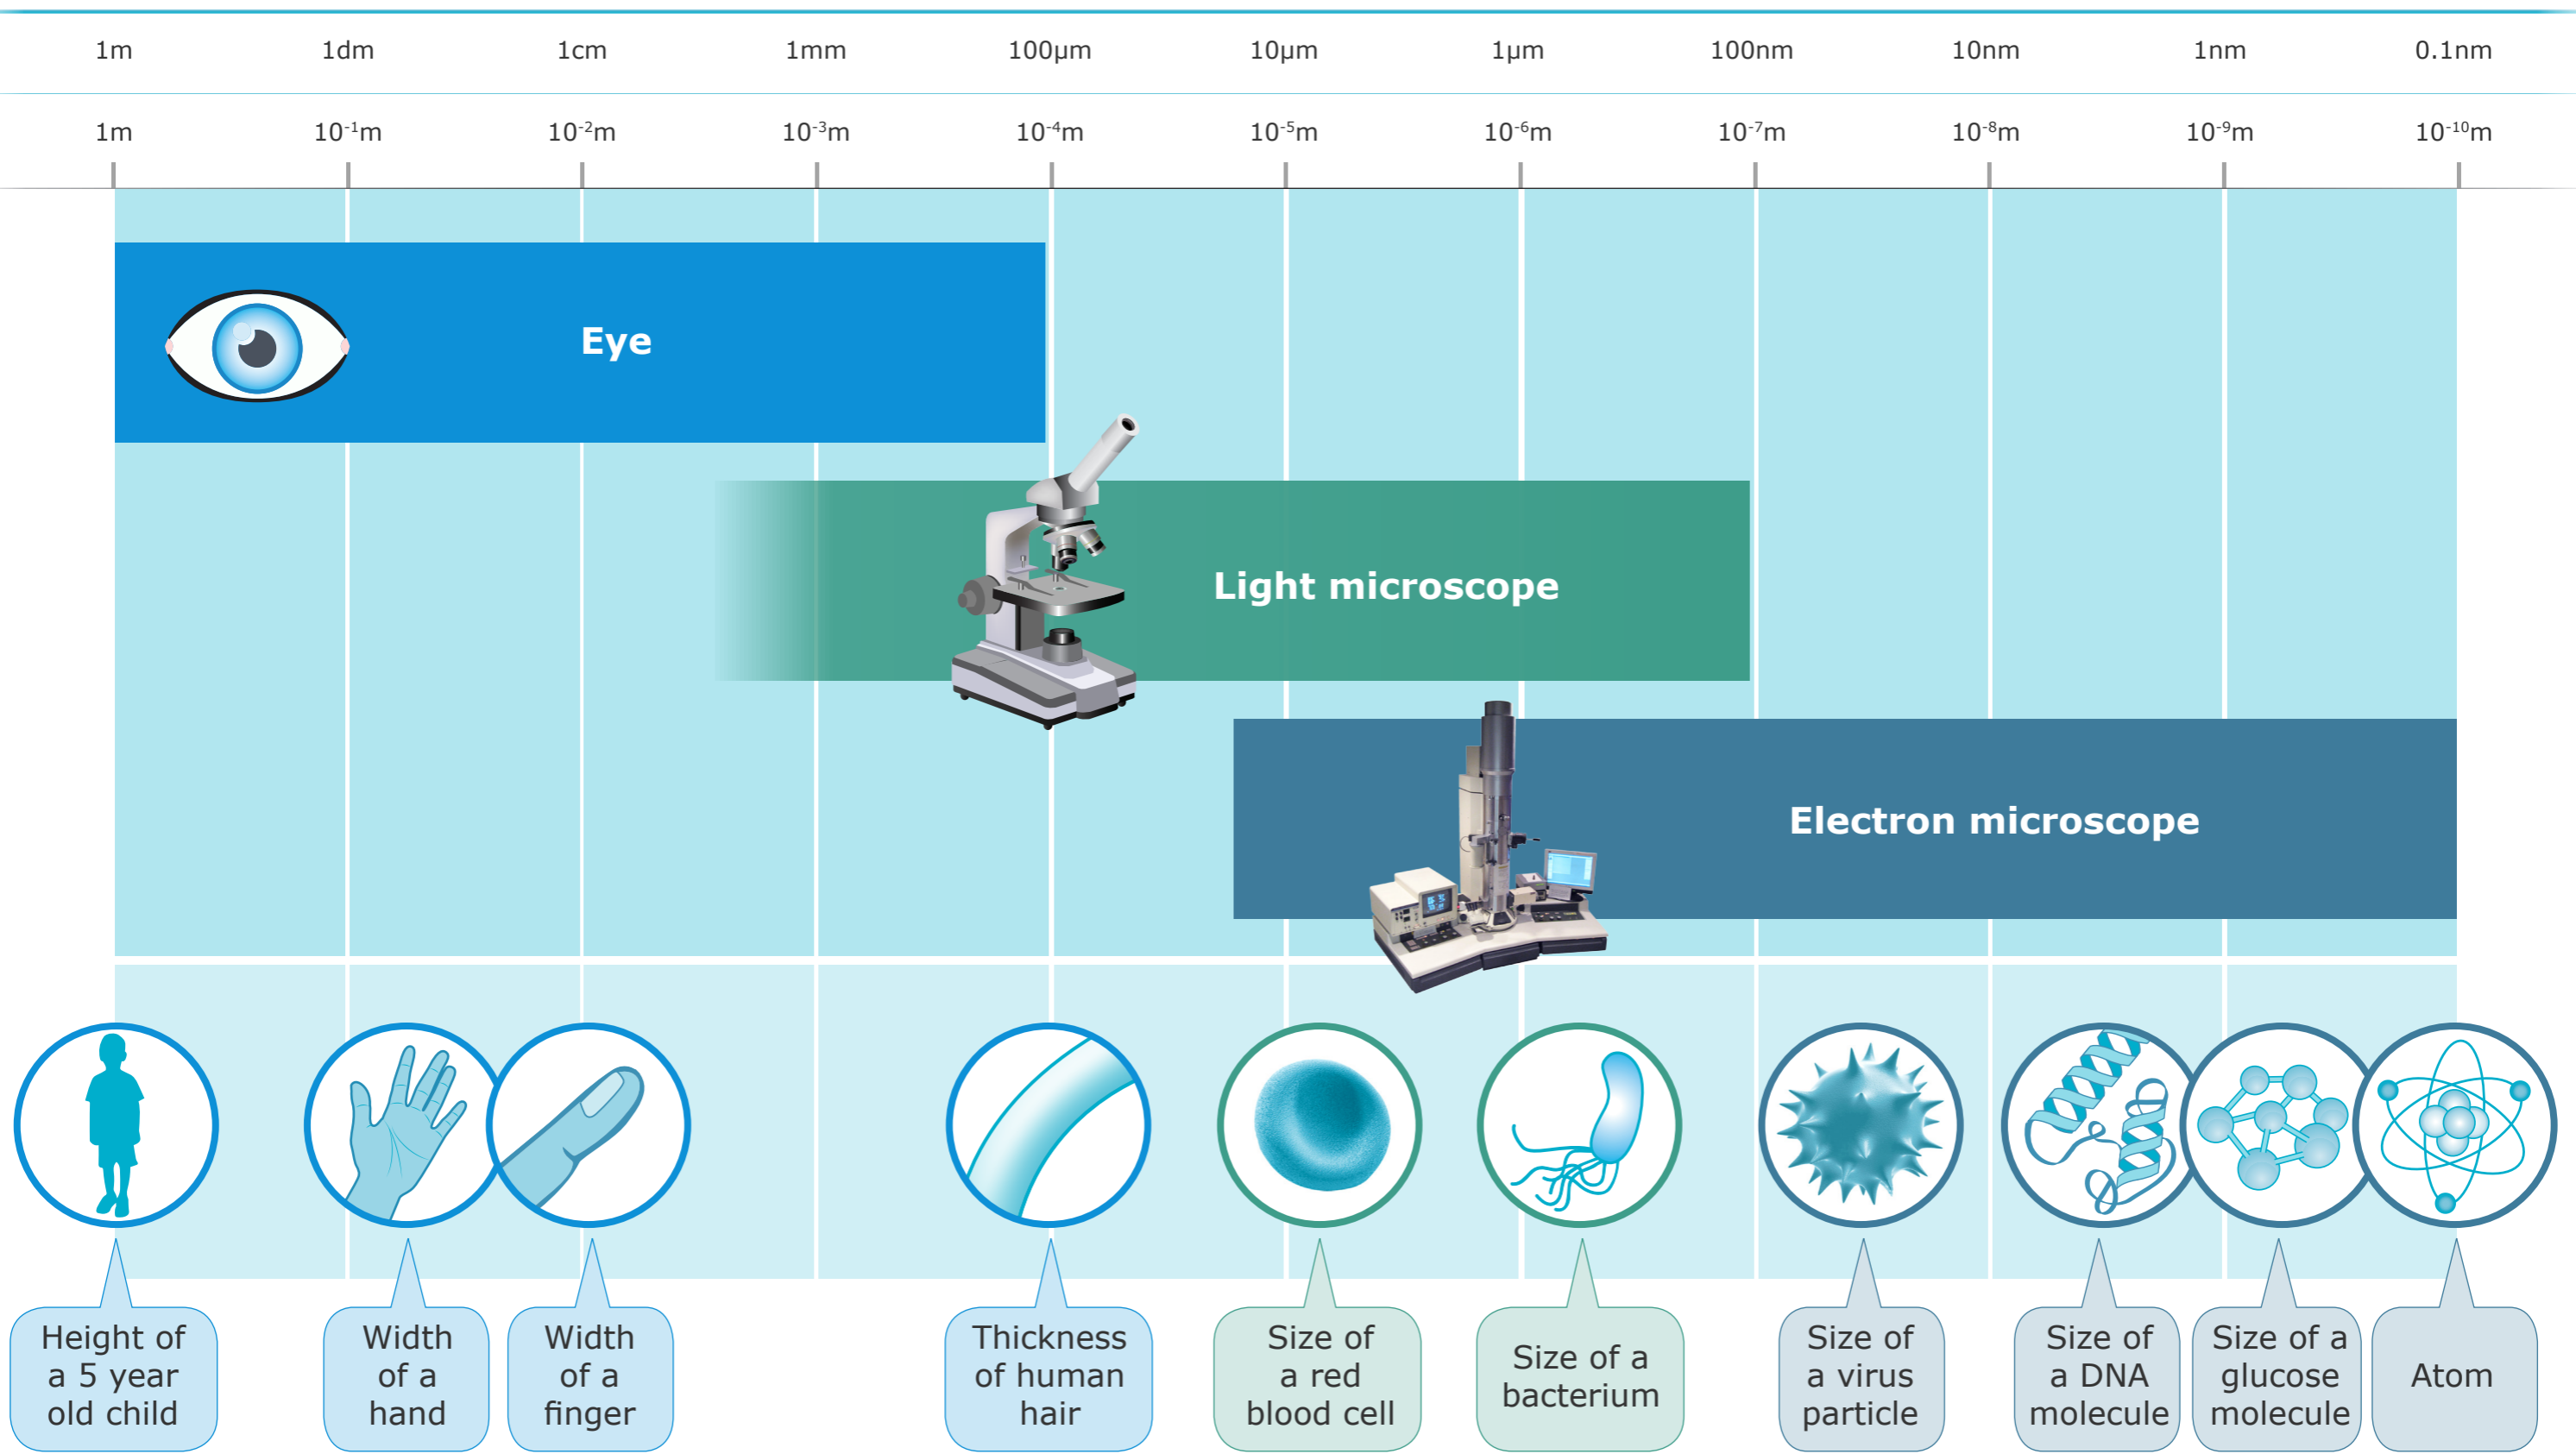 1m 1dm 1cm 1mm 100µm 10µm 1µm 100nm 10nm 1nm 0.1nm
1m 10⁻¹m 10⁻²m 10⁻³m 10⁻⁴m 10⁻⁵m 10⁻⁶m 10⁻⁷m 10⁻⁸m 10⁻⁹m 10⁻¹⁰m
Eye
Light microscope
Electron microscope
Height of
a 5 year
old child
Width
of a
hand
Width
of a
finger
Thickness
of human
hair
Size of
a red
blood cell
Size of a
bacterium
Size of
a virus
particle
Size of
a DNA
molecule
Size of a
glucose
molecule
Atom